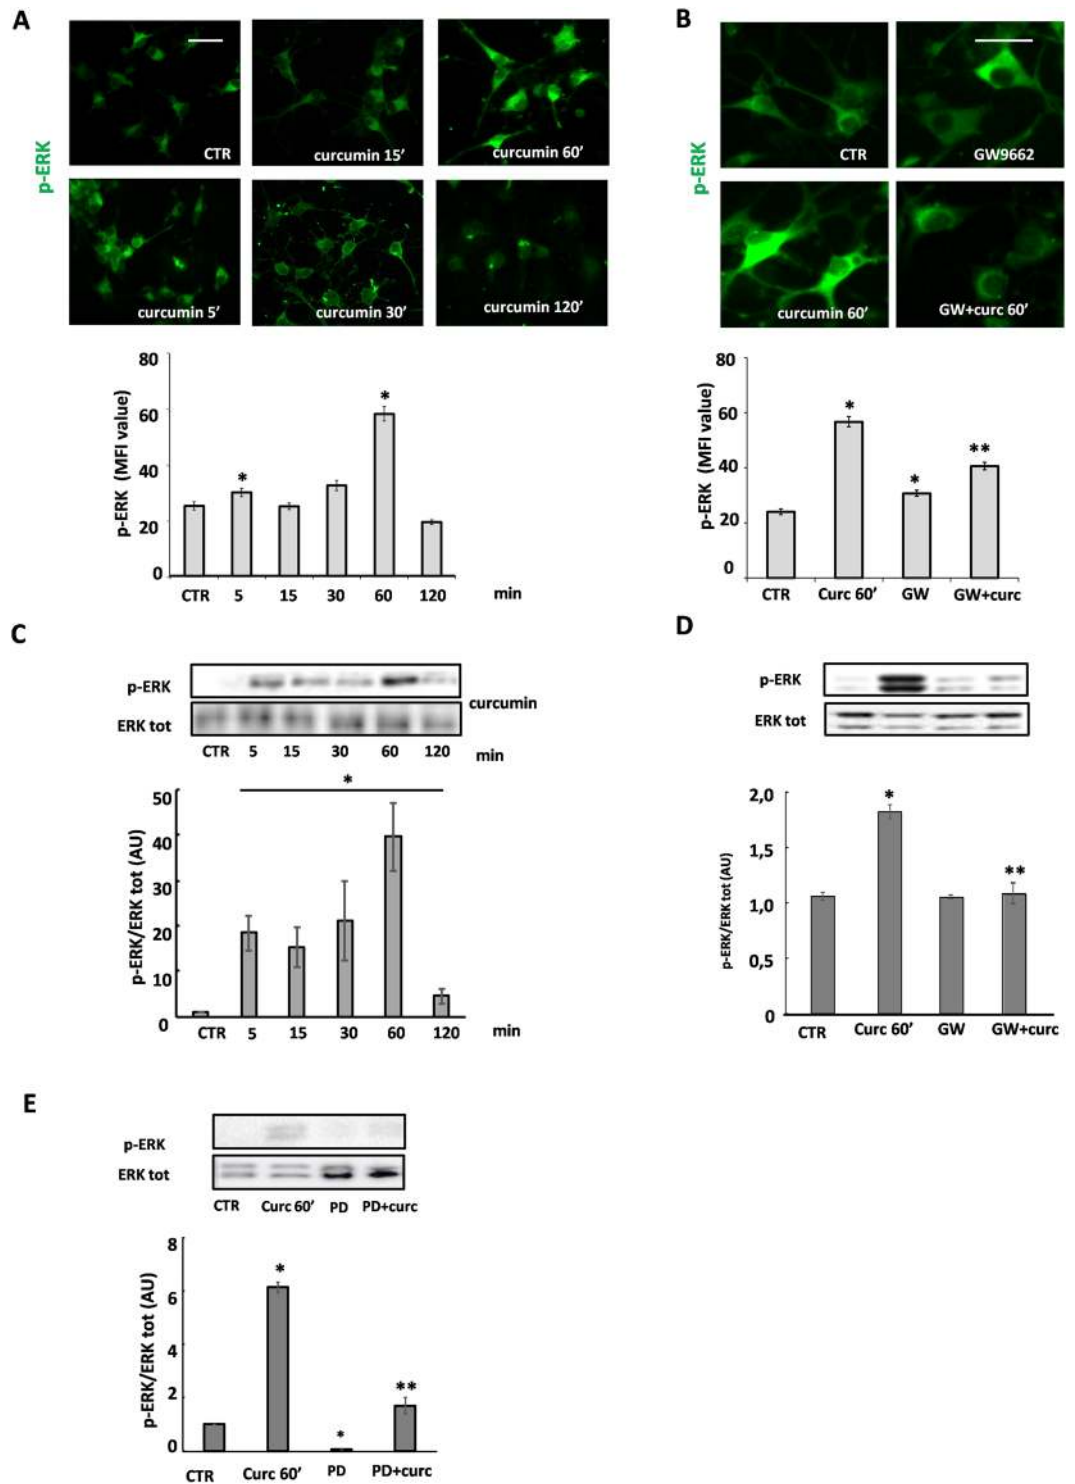 A
p-ERK
CTR
curcumin 15’
curcumin 60’
curcumin 5’
curcumin 30’
curcumin 120’
p-ERK (MFI value)
80
60
40
20
0
*
*
CTR 5 15 30 60 120 min
B
p-ERK
CTR
GW9662
curcumin 60’
GW+curc 60’
p-ERK (MFI value)
80
60
40
20
0
*
*
**
CTR Curc 60’ GW GW+curc
C
p-ERK
ERK tot
curcumin
CTR 5 15 30 60 120 min
p-ERK/ERK tot (AU)
50
40
30
20
10
0
*
CTR 5 15 30 60 120 min
D
p-ERK
ERK tot
p-ERK/ERK tot (AU)
2,0
1,5
1,0
0,5
0
*
**
CTR Curc 60’ GW GW+curc
E
p-ERK
ERK tot
CTR Curc 60’ PD PD+curc
p-ERK/ERK tot (AU)
8
6
4
2
0
*
*
**
CTR Curc 60’ PD PD+curc